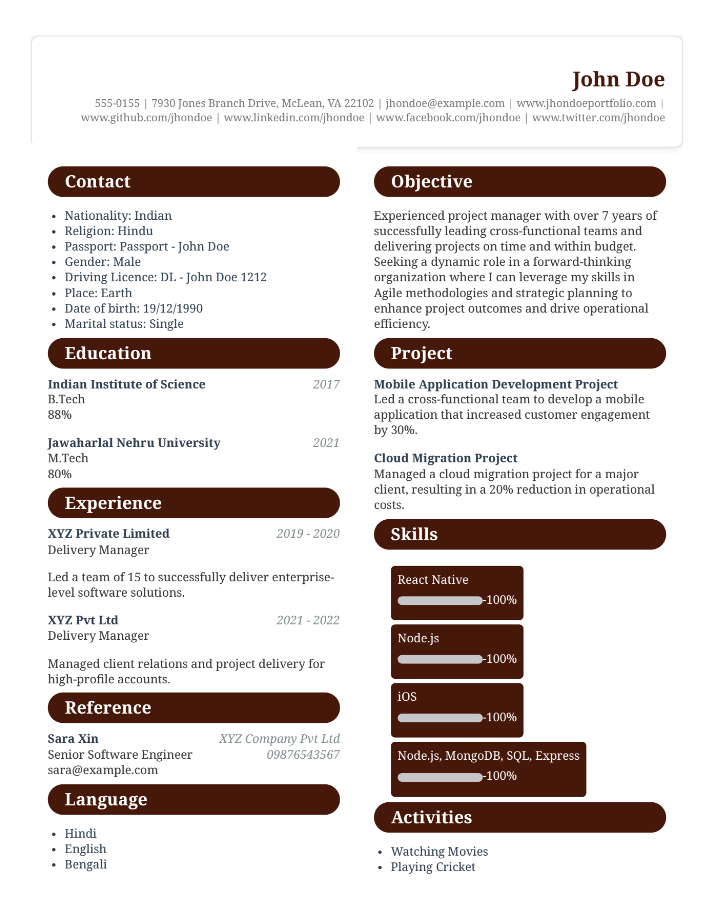 John Doe
555-0155 | 7930 Jones Branch Drive, McLean, VA 22102 | jhondoe@example.com | www.jhondoeportfolio.com |
www.github.com/jhondoe | www.linkedin.com/jhondoe | www.facebook.com/jhondoe | www.twitter.com/jhondoe
Contact
• Nationality: Indian
• Religion: Hindu
• Passport: Passport - John Doe
• Gender: Male
• Driving Licence: DL - John Doe 1212
• Place: Earth
• Date of birth: 19/12/1990
• Marital status: Single
Education
Indian Institute of Science 2017
B.Tech
88%
Jawaharlal Nehru University 2021
M.Tech
80%
Experience
XYZ Private Limited 2019 - 2020
Delivery Manager
Led a team of 15 to successfully deliver enterprise-
level software solutions.
XYZ Pvt Ltd 2021 - 2022
Delivery Manager
Managed client relations and project delivery for
high-profile accounts.
Reference
Sara Xin XYZ Company Pvt Ltd
Senior Software Engineer 09876543567
sara@example.com
Language
• Hindi
• English
• Bengali
Objective
Experienced project manager with over 7 years of
successfully leading cross-functional teams and
delivering projects on time and within budget.
Seeking a dynamic role in a forward-thinking
organization where I can leverage my skills in
Agile methodologies and strategic planning to
enhance project outcomes and drive operational
efficiency.
Project
Mobile Application Development Project
Led a cross-functional team to develop a mobile
application that increased customer engagement
by 30%.
Cloud Migration Project
Managed a cloud migration project for a major
client, resulting in a 20% reduction in operational
costs.
Skills
React Native
-100%
Node.js
-100%
iOS
-100%
Node.js, MongoDB, SQL, Express
-100%
Activities
• Watching Movies
• Playing Cricket